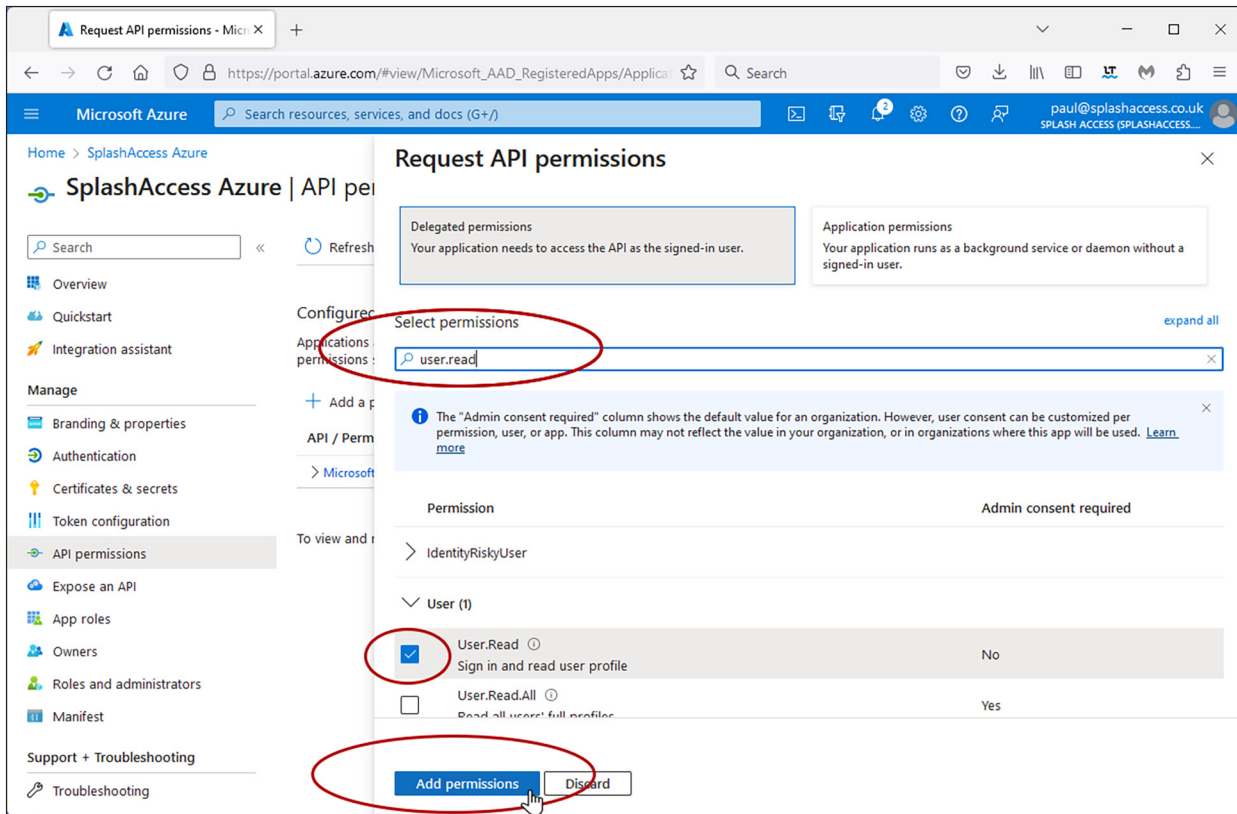 Request API permissions - Micr
https://portal.azure.com/#view/Microsoft_AAD_RegisteredApps/Applicat
Search
Microsoft Azure
Search resources, services, and docs (G+/)
2
paul@splashaccess.co.uk
SPLASH ACCESS (SPLASHACCESS....
Home > SplashAccess Azure
SplashAccess Azure | API per
Search
«
Overview
Quickstart
Integration assistant
Manage
Branding & properties
Authentication
Certificates & secrets
Token configuration
API permissions
Expose an API
App roles
Owners
Roles and administrators
Manifest
Support + Troubleshooting
Troubleshooting
Refresh
Configured
Applications
permissions
Add a p
API / Perm
Microsoft
To view and
Request API permissions
Delegated permissions
Your application needs to access the API as the signed-in user.
Application permissions
Your application runs as a background service or daemon without a
signed-in user.
Select permissions
expand all
user.read
The "Admin consent required" column shows the default value for an organization. However, user consent can be customized per
permission, user, or app. This column may not reflect the value in your organization, or in organizations where this app will be used. Learn
more
Permission
Admin consent required
IdentityRiskyUser
User (1)
User.Read
Sign in and read user profile
No
User.Read.All
Read all users' full profiles
Yes
Add permissions
Discard